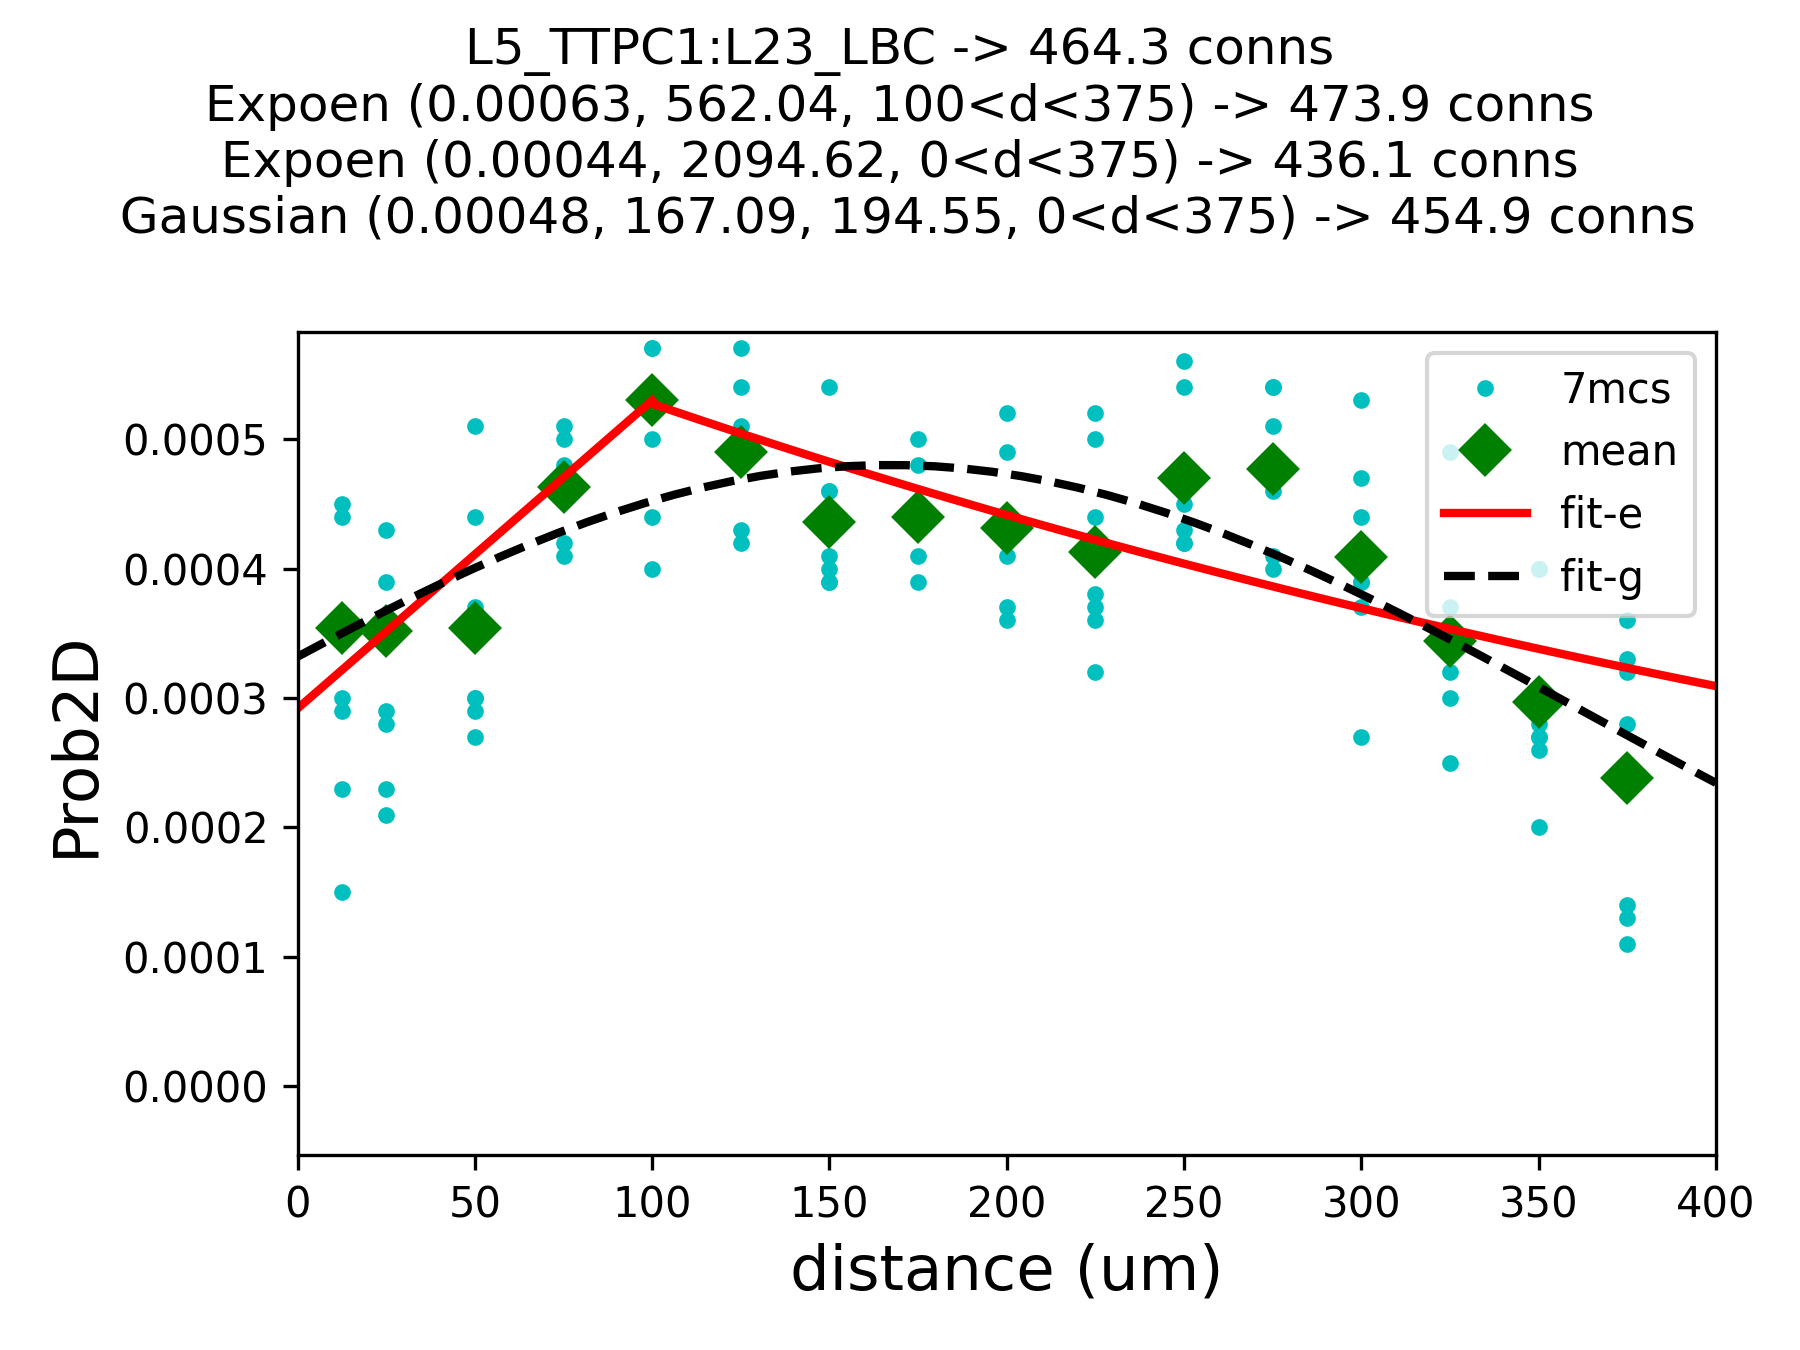 L5_TTPC1:L23_LBC -> 464.3 conns
Expoen (0.00063, 562.04, 100<d<375) -> 473.9 conns
Expoen (0.00044, 2094.62, 0<d<375) -> 436.1 conns
Gaussian (0.00048, 167.09, 194.55, 0<d<375) -> 454.9 conns
7mcs
mean
fit-e
fit-g
Prob2D
0.0005
0.0004
0.0003
0.0002
0.0001
0.0000
0 50 100 150 200 250 300 350 400
distance (um)